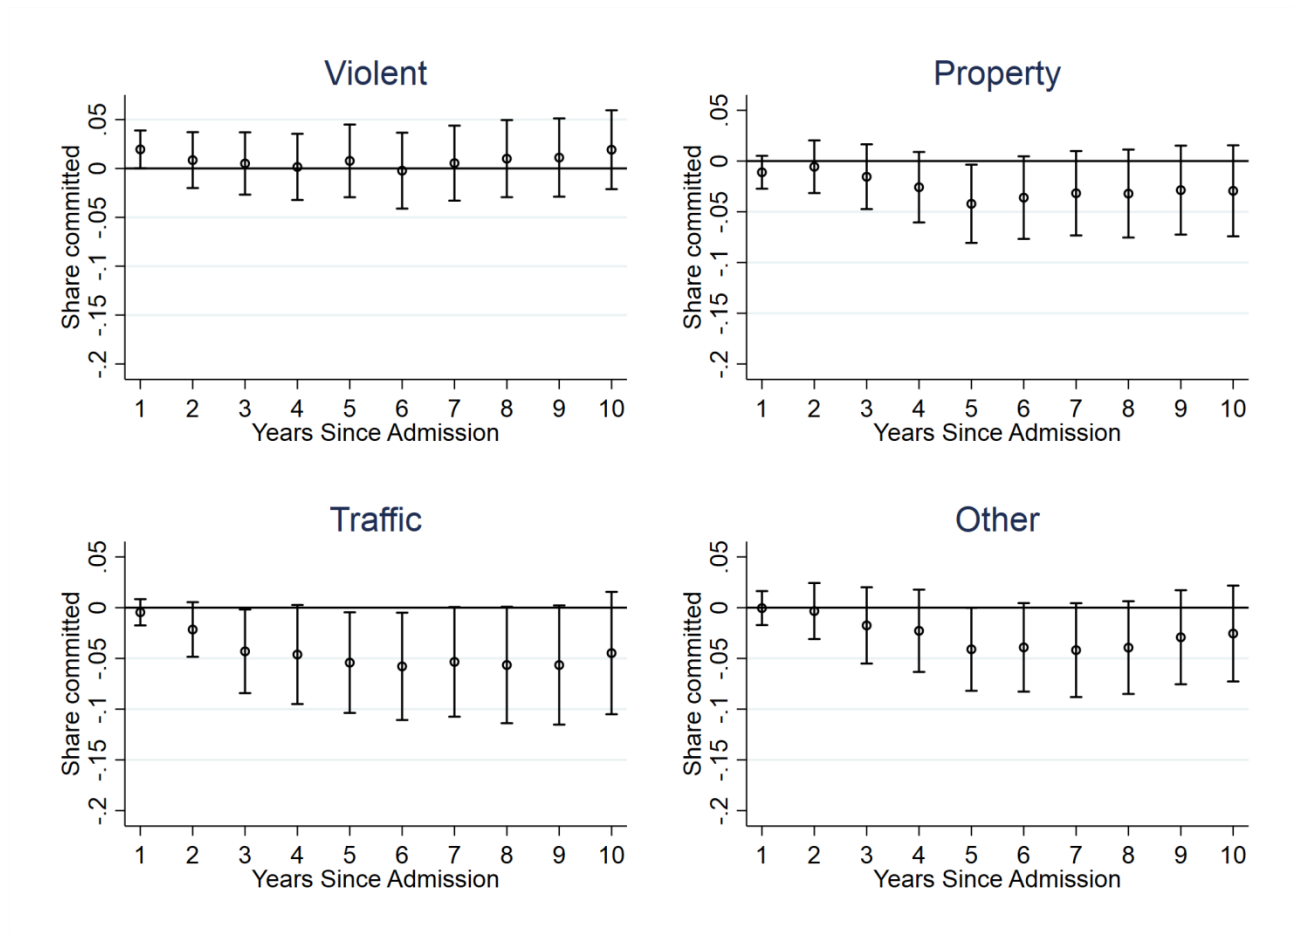 Violent
Share committed
.05
0
-.05
-.1
-.15
-.2
1 2 3 4 5 6 7 8 9 10
Years Since Admission
Property
Share committed
.05
0
-.05
-.1
-.15
-.2
1 2 3 4 5 6 7 8 9 10
Years Since Admission
Traffic
Share committed
.05
0
-.05
-.1
-.15
-.2
1 2 3 4 5 6 7 8 9 10
Years Since Admission
Other
Share committed
.05
0
-.05
-.1
-.15
-.2
1 2 3 4 5 6 7 8 9 10
Years Since Admission